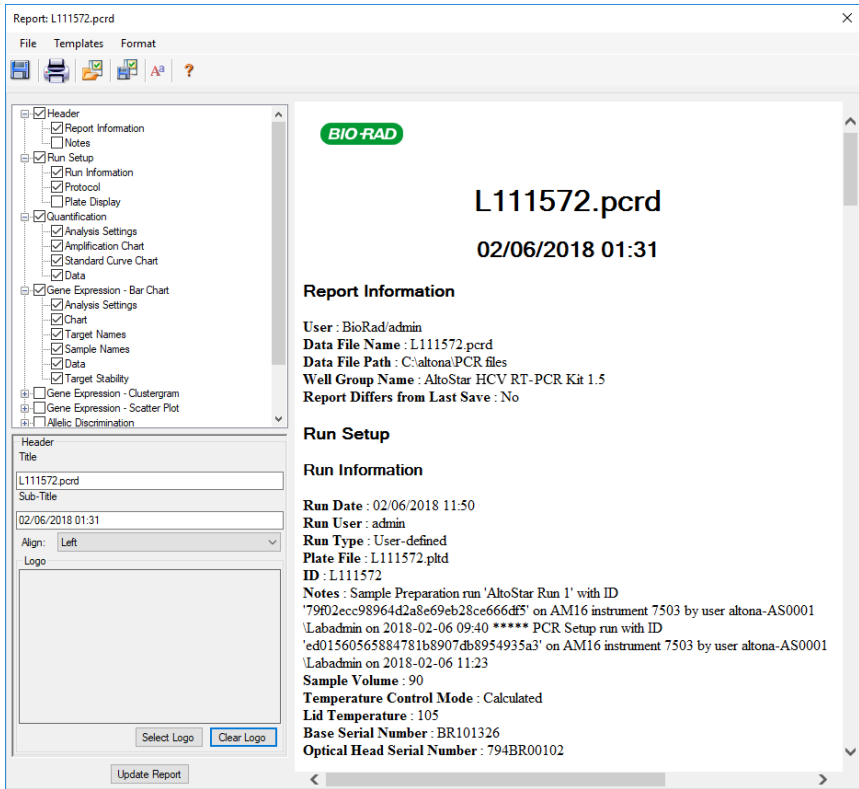 Report: L111572.pcrd
File Templates Format
Aa ?
Header
Report Information
Notes
Run Setup
Run Information
Protocol
Plate Display
Quantification
Analysis Settings
Amplification Chart
Standard Curve Chart
Data
Gene Expression - Bar Chart
Analysis Settings
Chart
Target Names
Sample Names
Data
Target Stability
Gene Expression - Clustergram
Gene Expression - Scatter Plot
Allelic Discrimination
Header
Title
L111572.pcrd
Sub-Title
02/06/2018 01:31
Align: Left
Logo
Select Logo Clear Logo
Update Report
BIO-RAD
L111572.pcrd
02/06/2018 01:31
Report Information
User : BioRad/admin
Data File Name : L111572.pcrd
Data File Path : C:\altona\PCR files
Well Group Name : AltoStar HCV RT-PCR Kit 1.5
Report Differs from Last Save : No
Run Setup
Run Information
Run Date : 02/06/2018 11:50
Run User : admin
Run Type : User-defined
Plate File : L111572.pltd
ID : L111572
Notes : Sample Preparation run 'AltoStar Run 1' with ID
'79f02ecc98964d2a8e69eb28ce666df5' on AM16 instrument 7503 by user altona-AS0001
\Labadmin on 2018-02-06 09:40 ***** PCR Setup run with ID
'ed01560565884781b8907db8954935a3' on AM16 instrument 7503 by user altona-AS0001
\Labadmin on 2018-02-06 11:23
Sample Volume : 90
Temperature Control Mode : Calculated
Lid Temperature : 105
Base Serial Number : BR101326
Optical Head Serial Number : 794BR00102